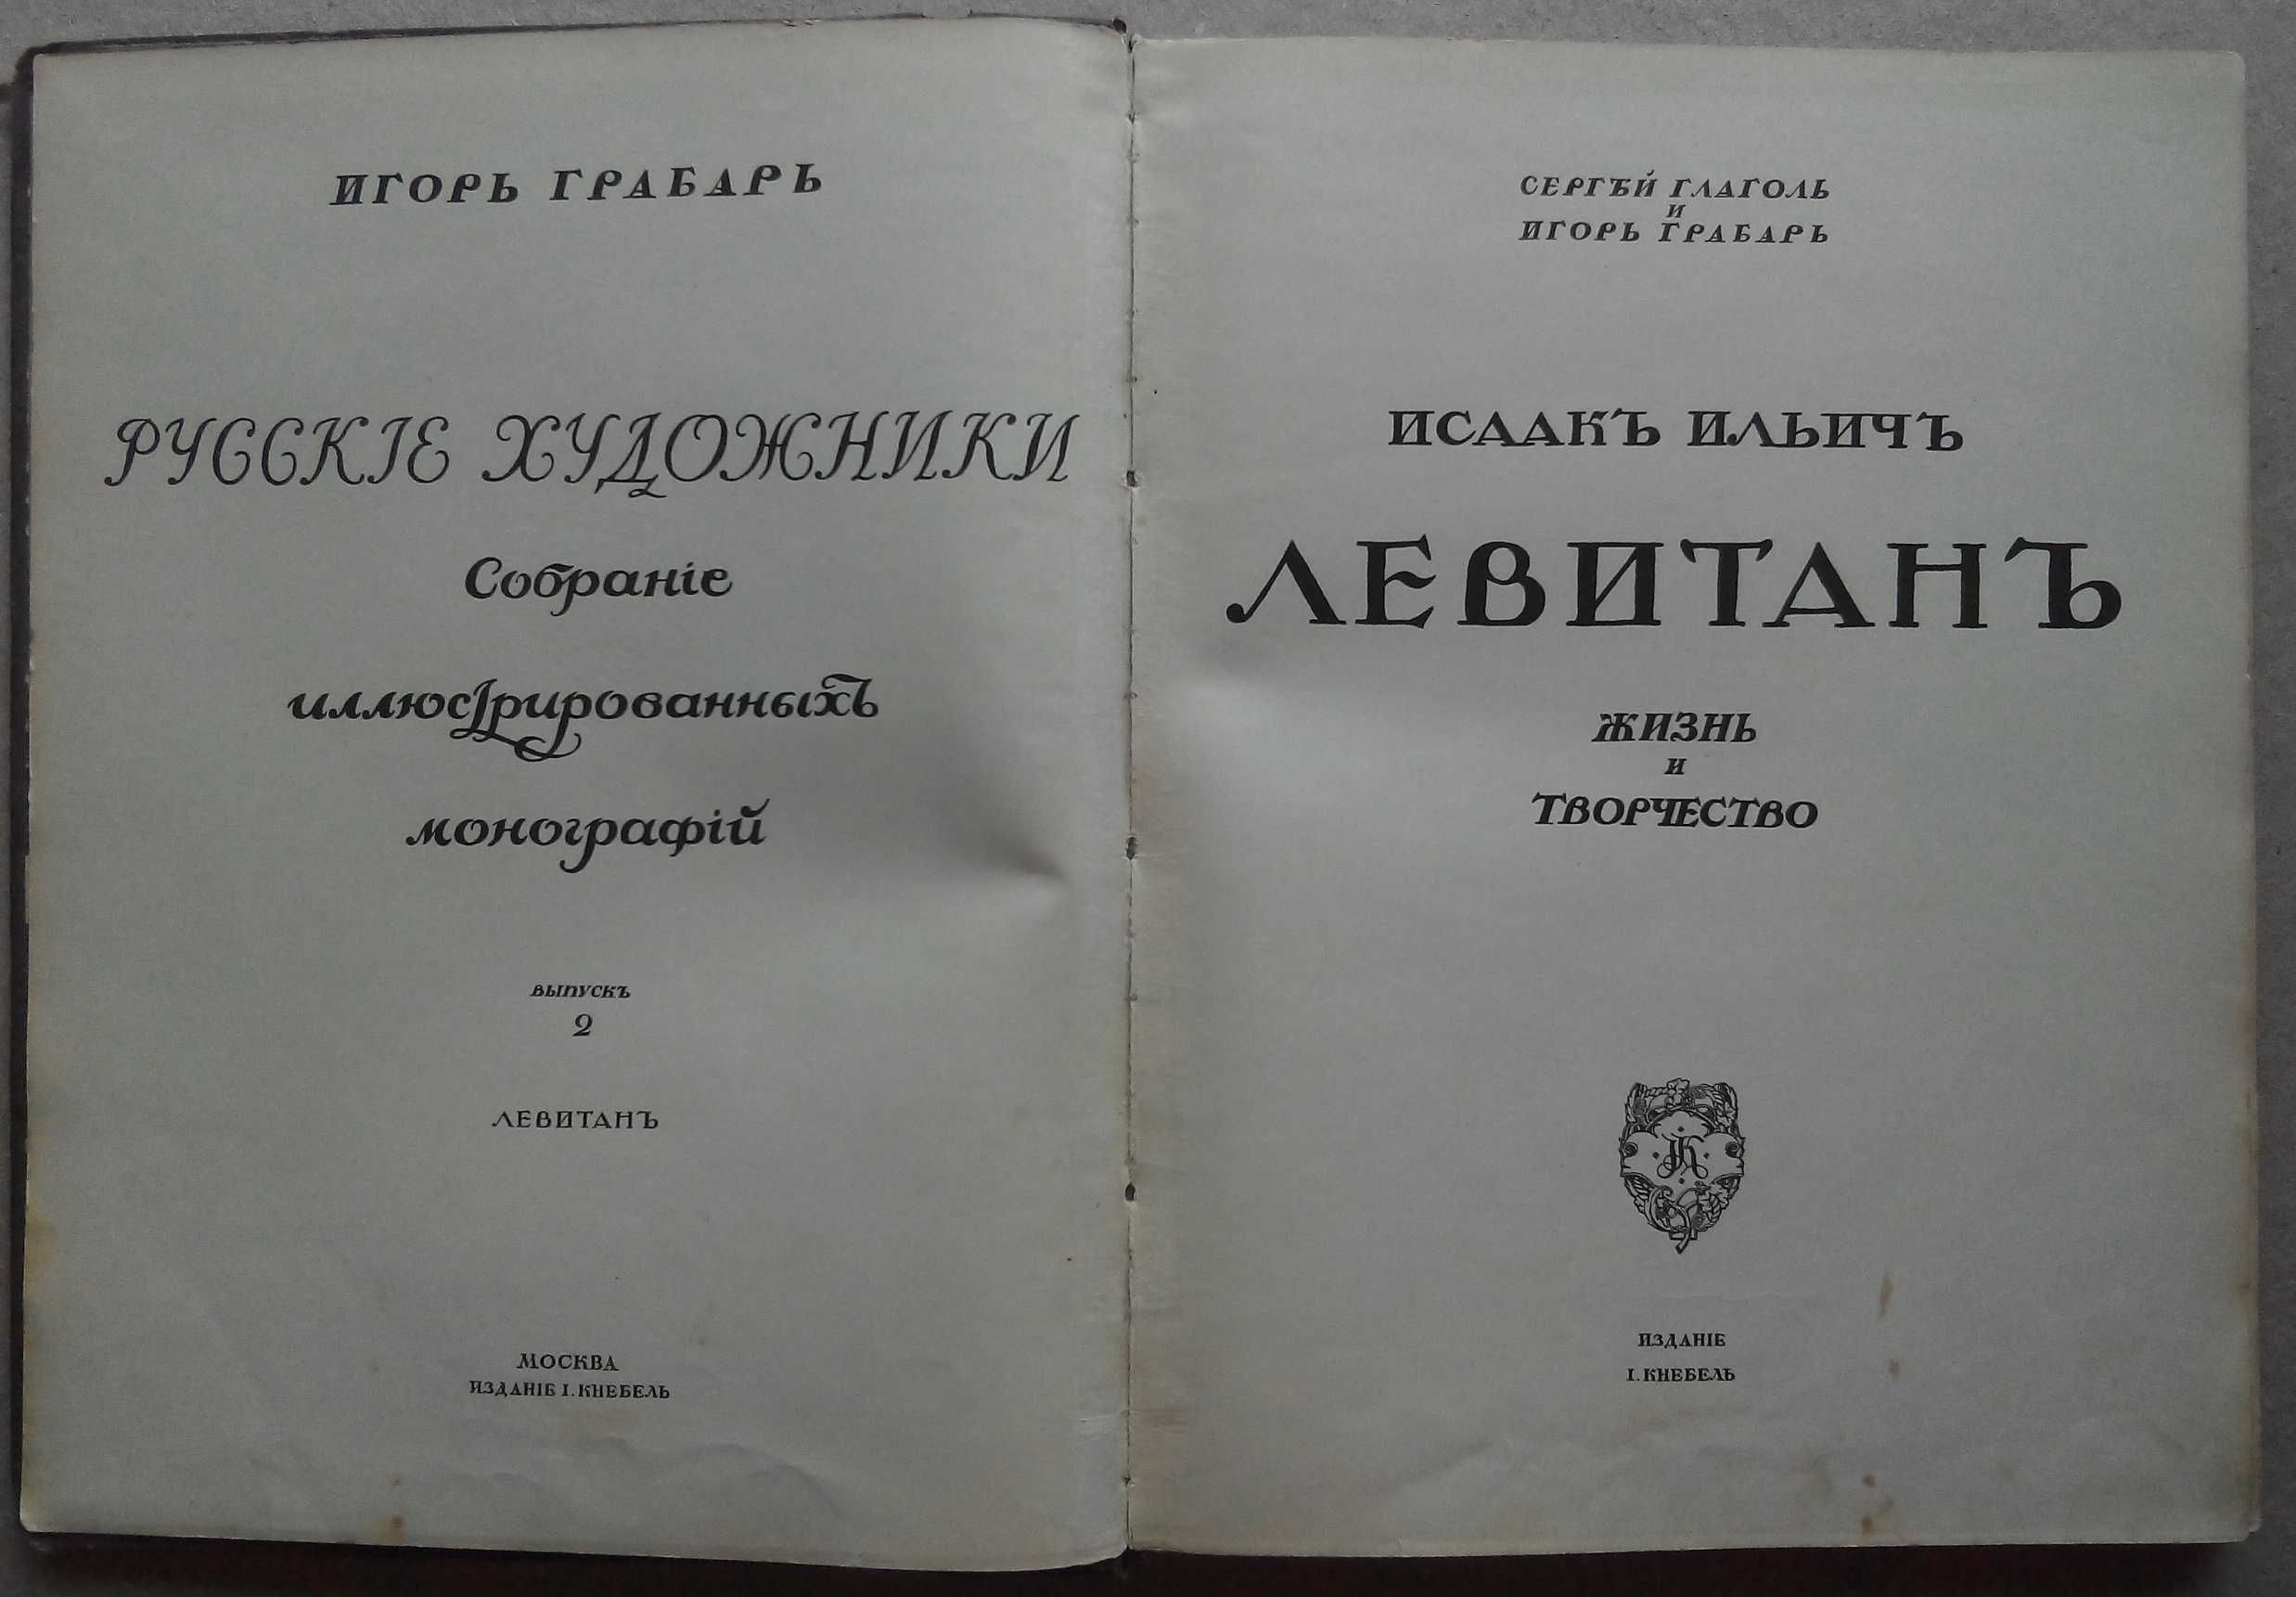 ИГОРЬ ГРАБАРЬ
РУССКІЕ ХУДОЖНИКИ
Собраніе
иллюстрированныхъ
монографій
ВЫПУСКЪ
2
ЛЕВИТАНЪ
МОСКВА
ИЗДАНІЕ І. КНЕБЕЛЬ
СЕРГѢЙ ГЛАГОЛЬ
И
ИГОРЬ ГРАБАРЬ
ИСААКЪ ИЛЬИЧЪ
ЛЕВИТАНЪ
ЖИЗНЬ
И
ТВОРЧЕСТВО
ІК
ИЗДАНІЕ
І. КНЕБЕЛЬ